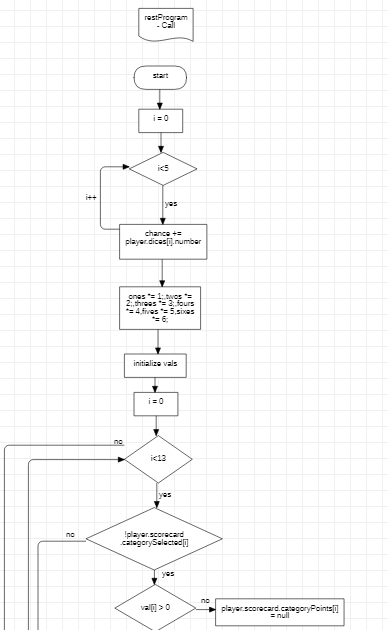 restProgram
- Call
start
i = 0
i<5
i++
yes
chance +=
player.dices[i].number
ones *= 1;,twos *=
2;,threes *= 3;,fours
*= 4,fives *= 5,sixes
*= 6;
initialize vals
i = 0
no
i<13
yes
no
!player.scorecard
.categorySelected[i]
yes
no
val[i] > 0
player.scorecard.categoryPoints[i]
= null